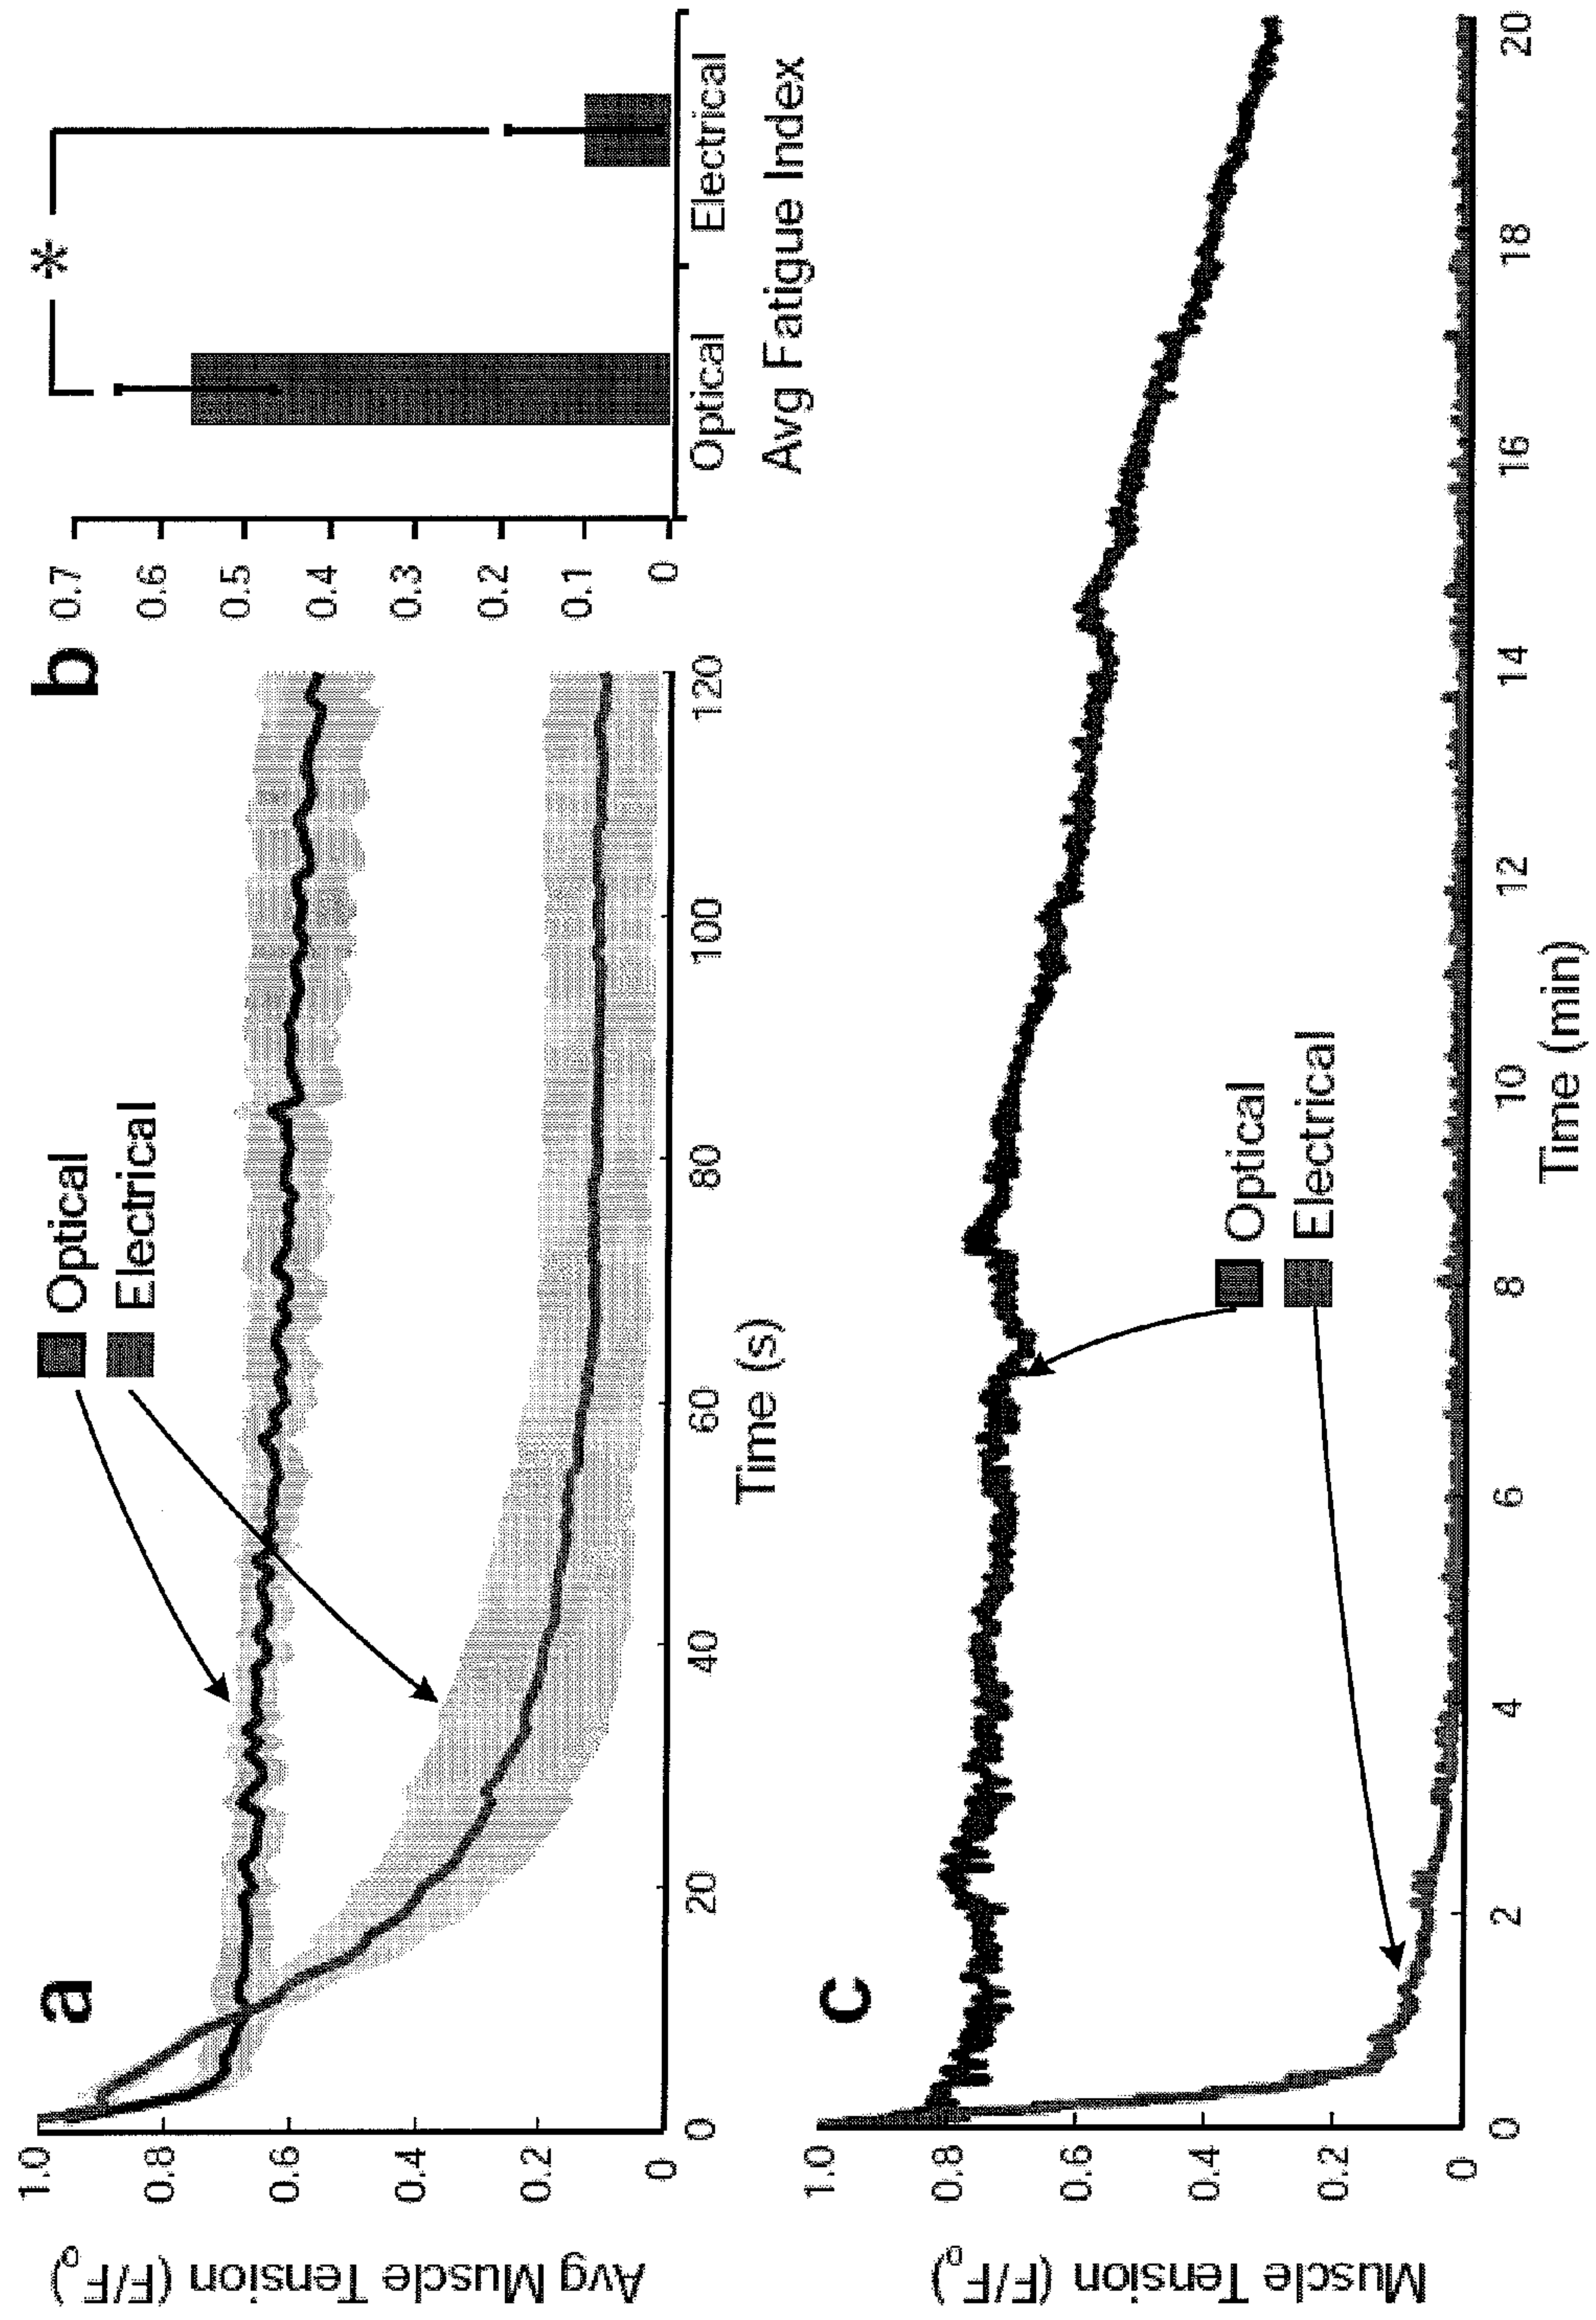 a
Avg Muscle Tension (F/Fo)
1.0
0.8
0.6
0.4
0.2
0
0 20 40 60 80 100 120
Time (s)
Optical
Electrical
b
0.7
0.6
0.5
0.4
0.3
0.2
0.1
0
*
Optical Electrical
Avg Fatigue Index
c
Muscle Tension (F/Fo)
1.0
0.8
0.6
0.4
0.2
0
Optical
Electrical
0 2 4 6 8 10 12 14 16 18 20
Time (min)